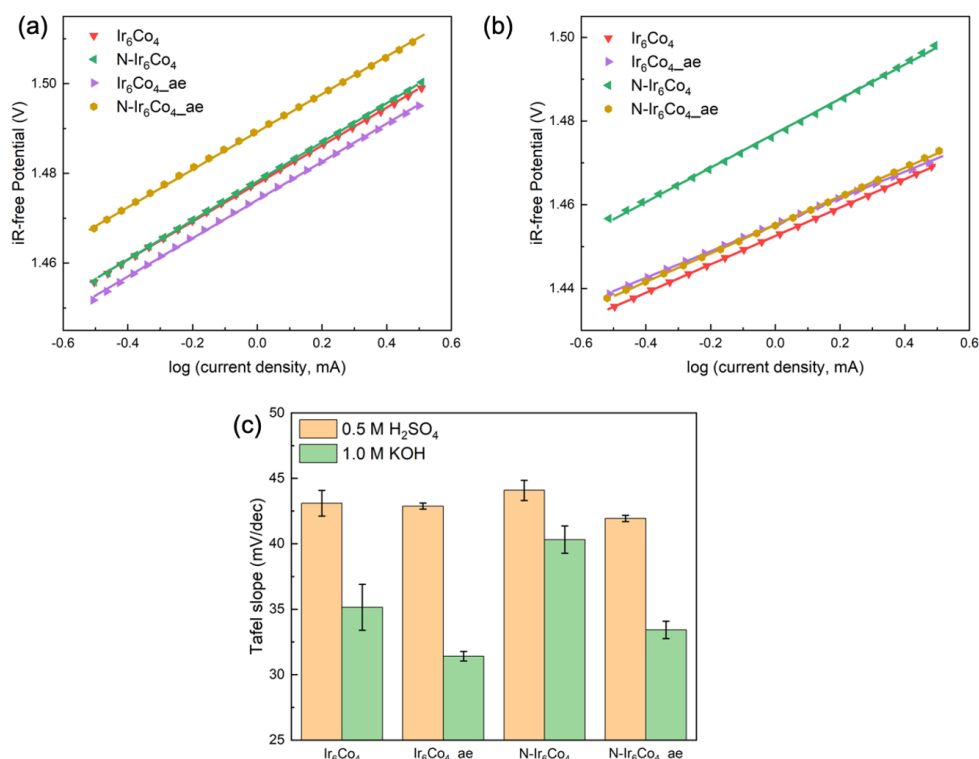 (a)
Ir₆Co₄
N-Ir₆Co₄
Ir₆Co₄_ae
N-Ir₆Co₄_ae
1.50
1.48
1.46
iR-free Potential (V)
-0.6 -0.4 -0.2 0.0 0.2 0.4 0.6
log (current density, mA)
(b)
Ir₆Co₄
Ir₆Co₄_ae
N-Ir₆Co₄
N-Ir₆Co₄_ae
1.50
1.48
1.46
1.44
iR-free Potential (V)
-0.6 -0.4 -0.2 0.0 0.2 0.4 0.6
log (current density, mA)
(c)
0.5 M H₂SO₄
1.0 M KOH
50
45
40
35
30
25
Tafel slope (mV/dec)
Ir₆Co₄ Ir₆Co₄_ae N-Ir₆Co₄ N-Ir₆Co₄_ae